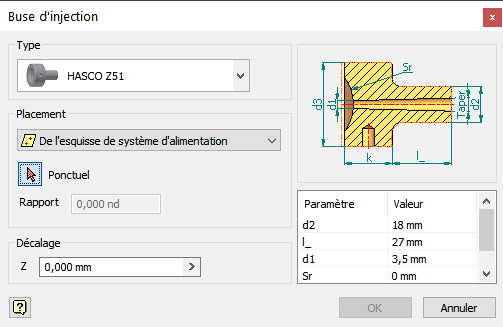 Buse d'injection
x
Type
HASCO Z51
Placement
De l'esquisse de système d'alimentation
Ponctuel
Rapport
0,000 nd
Décalage
Z
0,000 mm
>
?
Sr
d3
d1
Taper
d2
k
l_
Paramètre Valeur
d2 18 mm
l_ 27 mm
d1 3,5 mm
Sr 0 mm
OK
Annuler